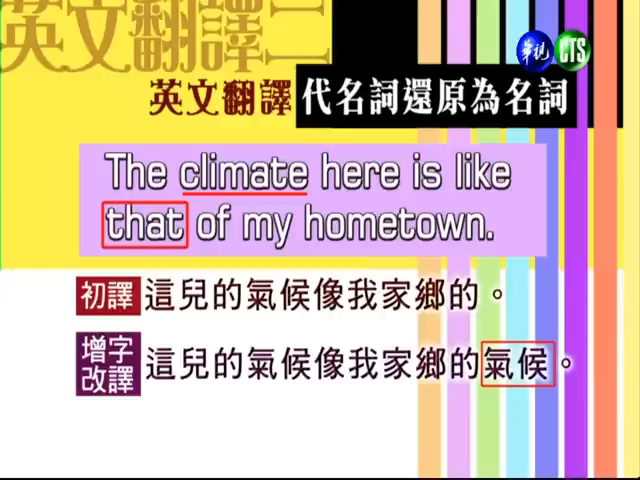 英文翻譯二
華視 CTS
英文翻譯 代名詞還原為名詞
The climate here is like
that of my hometown.
初譯 這兒的氣候像我家鄉的。
增字改譯 這兒的氣候像我家鄉的氣候。